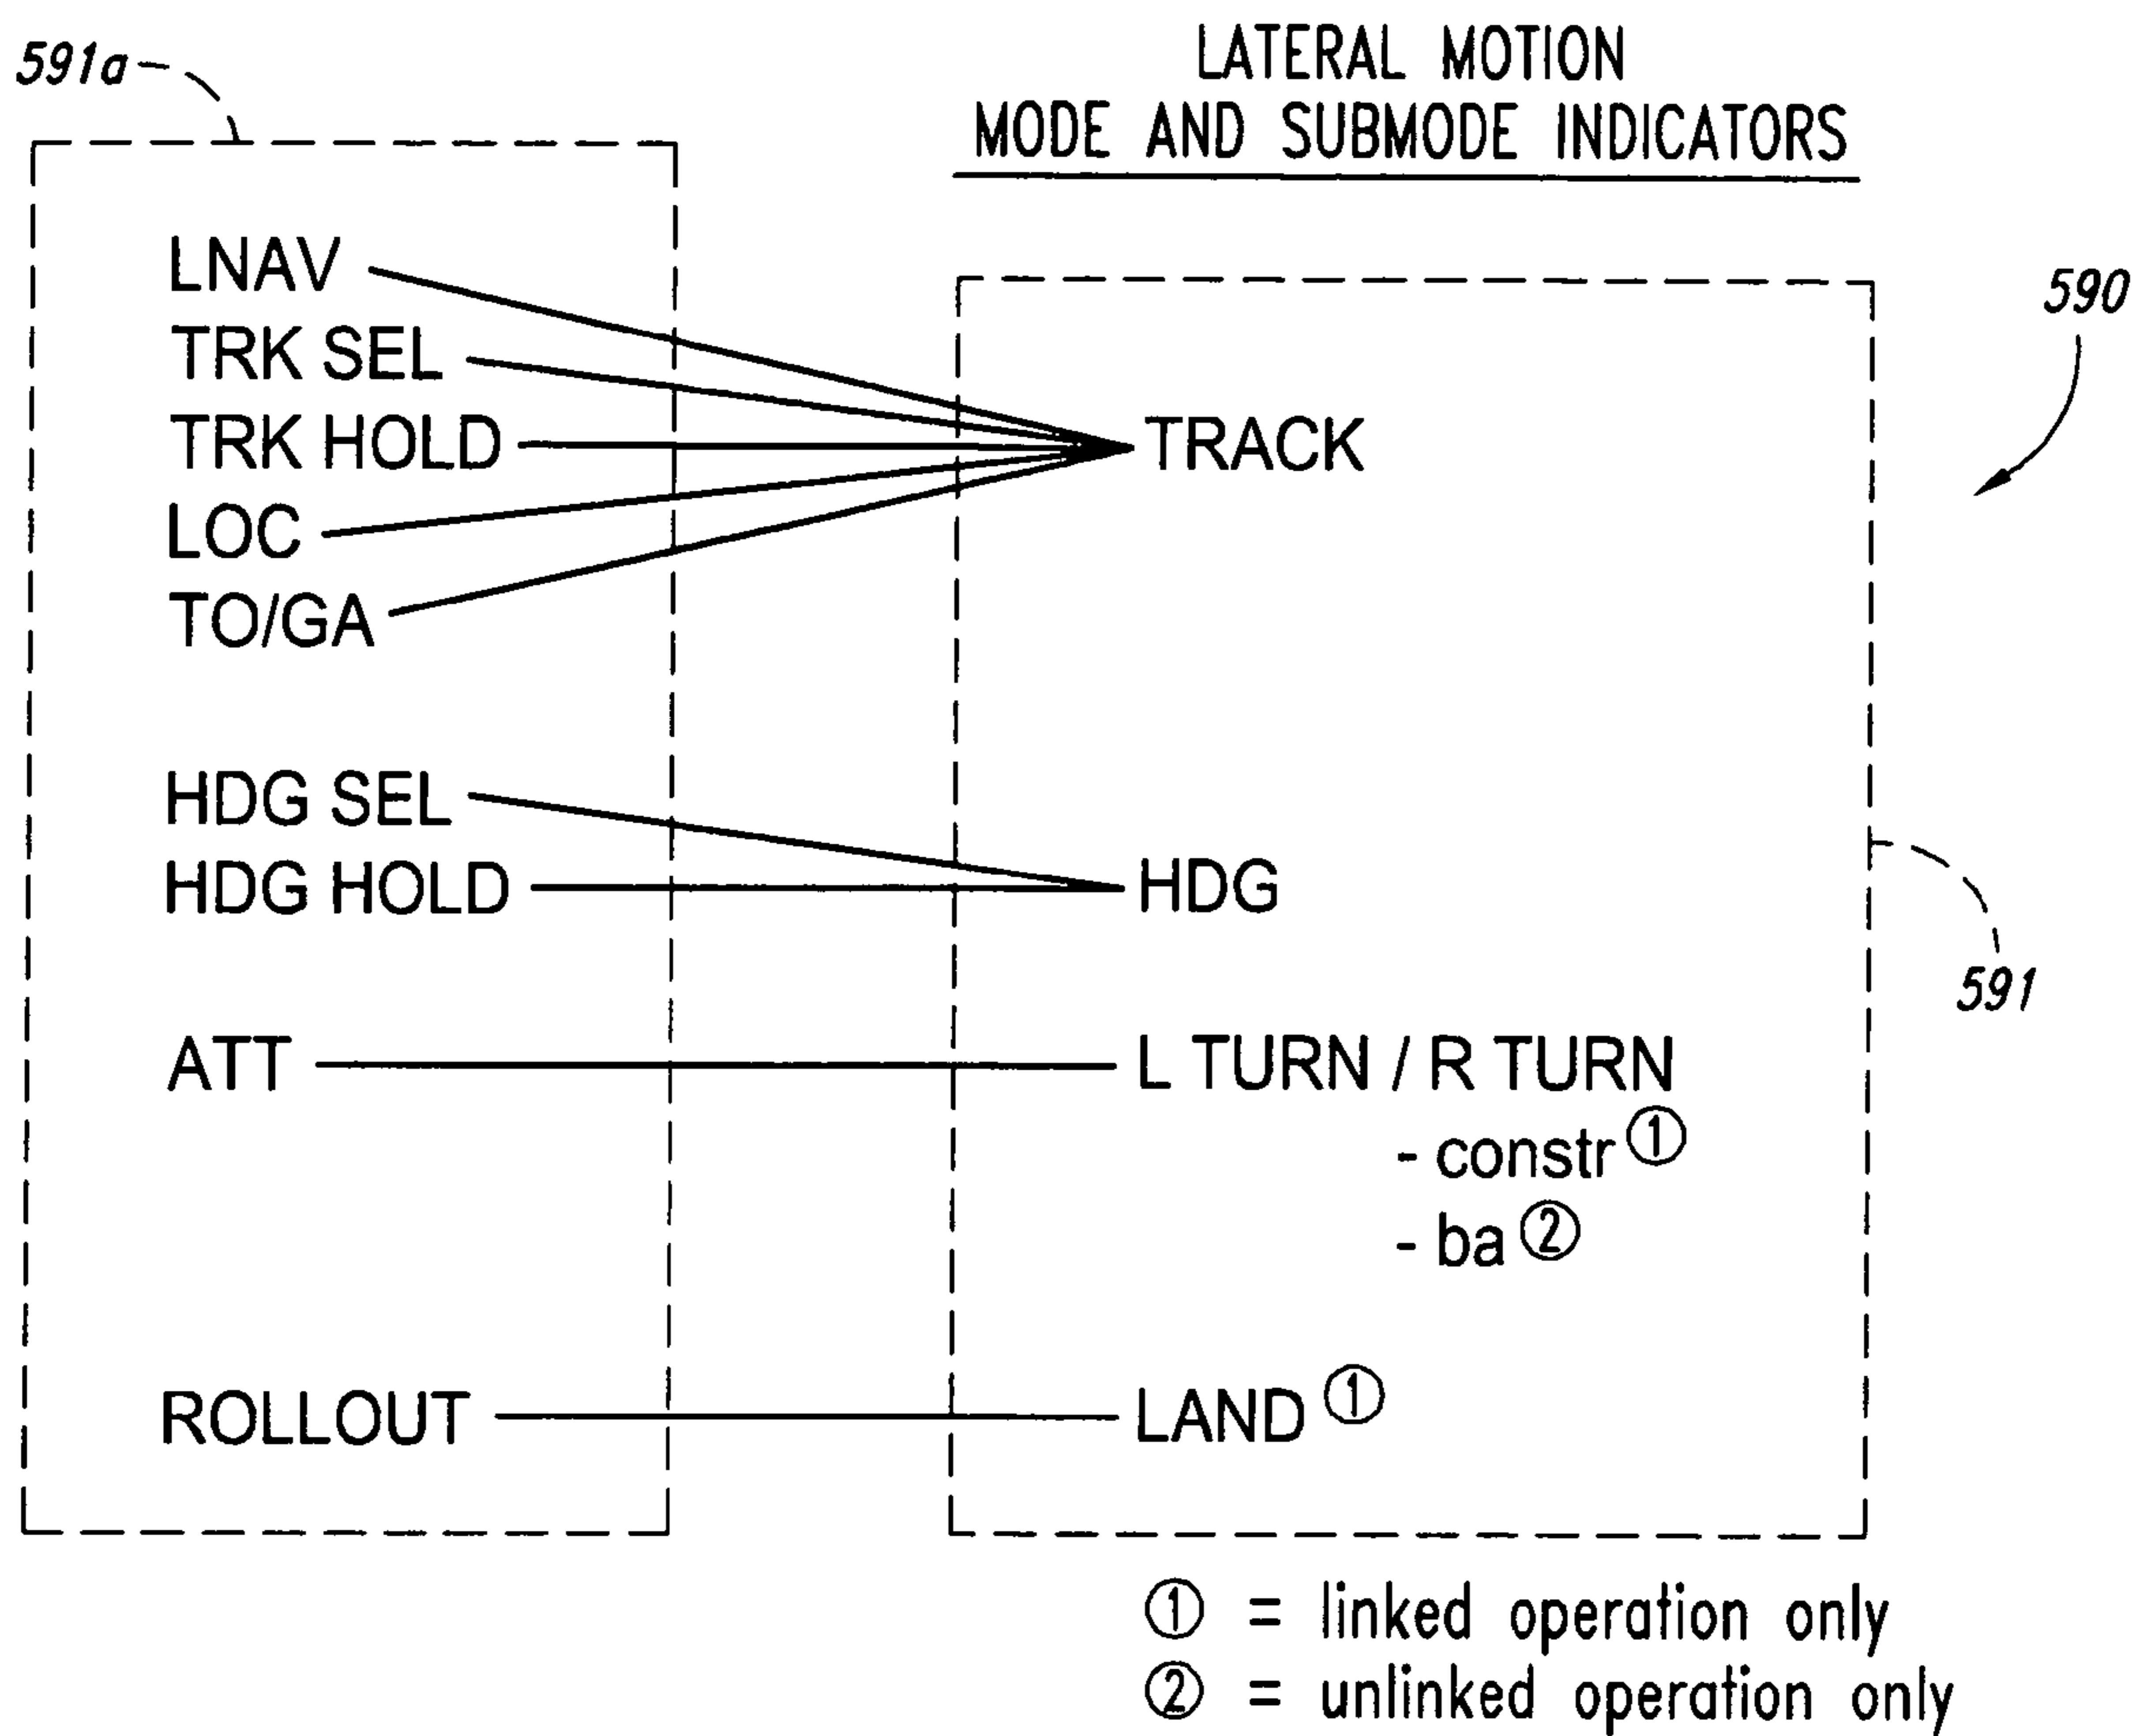 LATERAL MOTION
MODE AND SUBMODE INDICATORS
591a
590
LNAV
TRK SEL
TRK HOLD
LOC
TO/GA
TRACK
HDG SEL
HDG HOLD
HDG
591
ATT
L TURN / R TURN
- constr ①
- ba ②
ROLLOUT
LAND ①
① = linked operation only
② = unlinked operation only